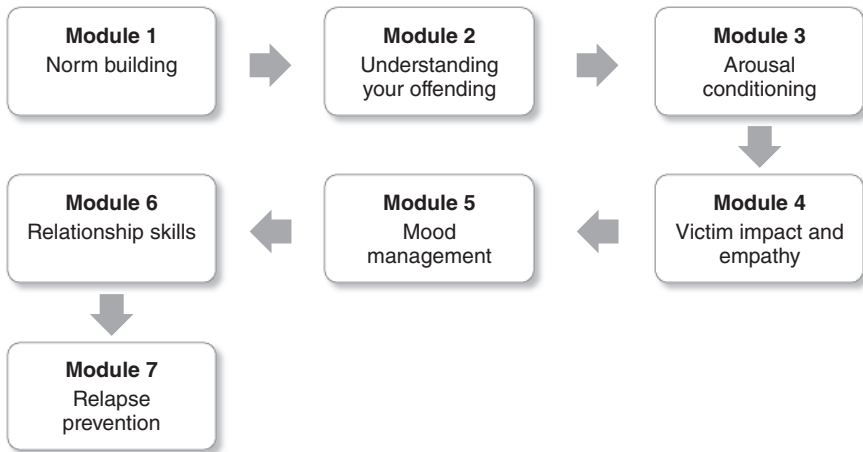 Module 1
Norm building
Module 2
Understanding
your offending
Module 3
Arousal
conditioning
Module 4
Victim impact and
empathy
Module 5
Mood
management
Module 6
Relationship skills
Module 7
Relapse
prevention